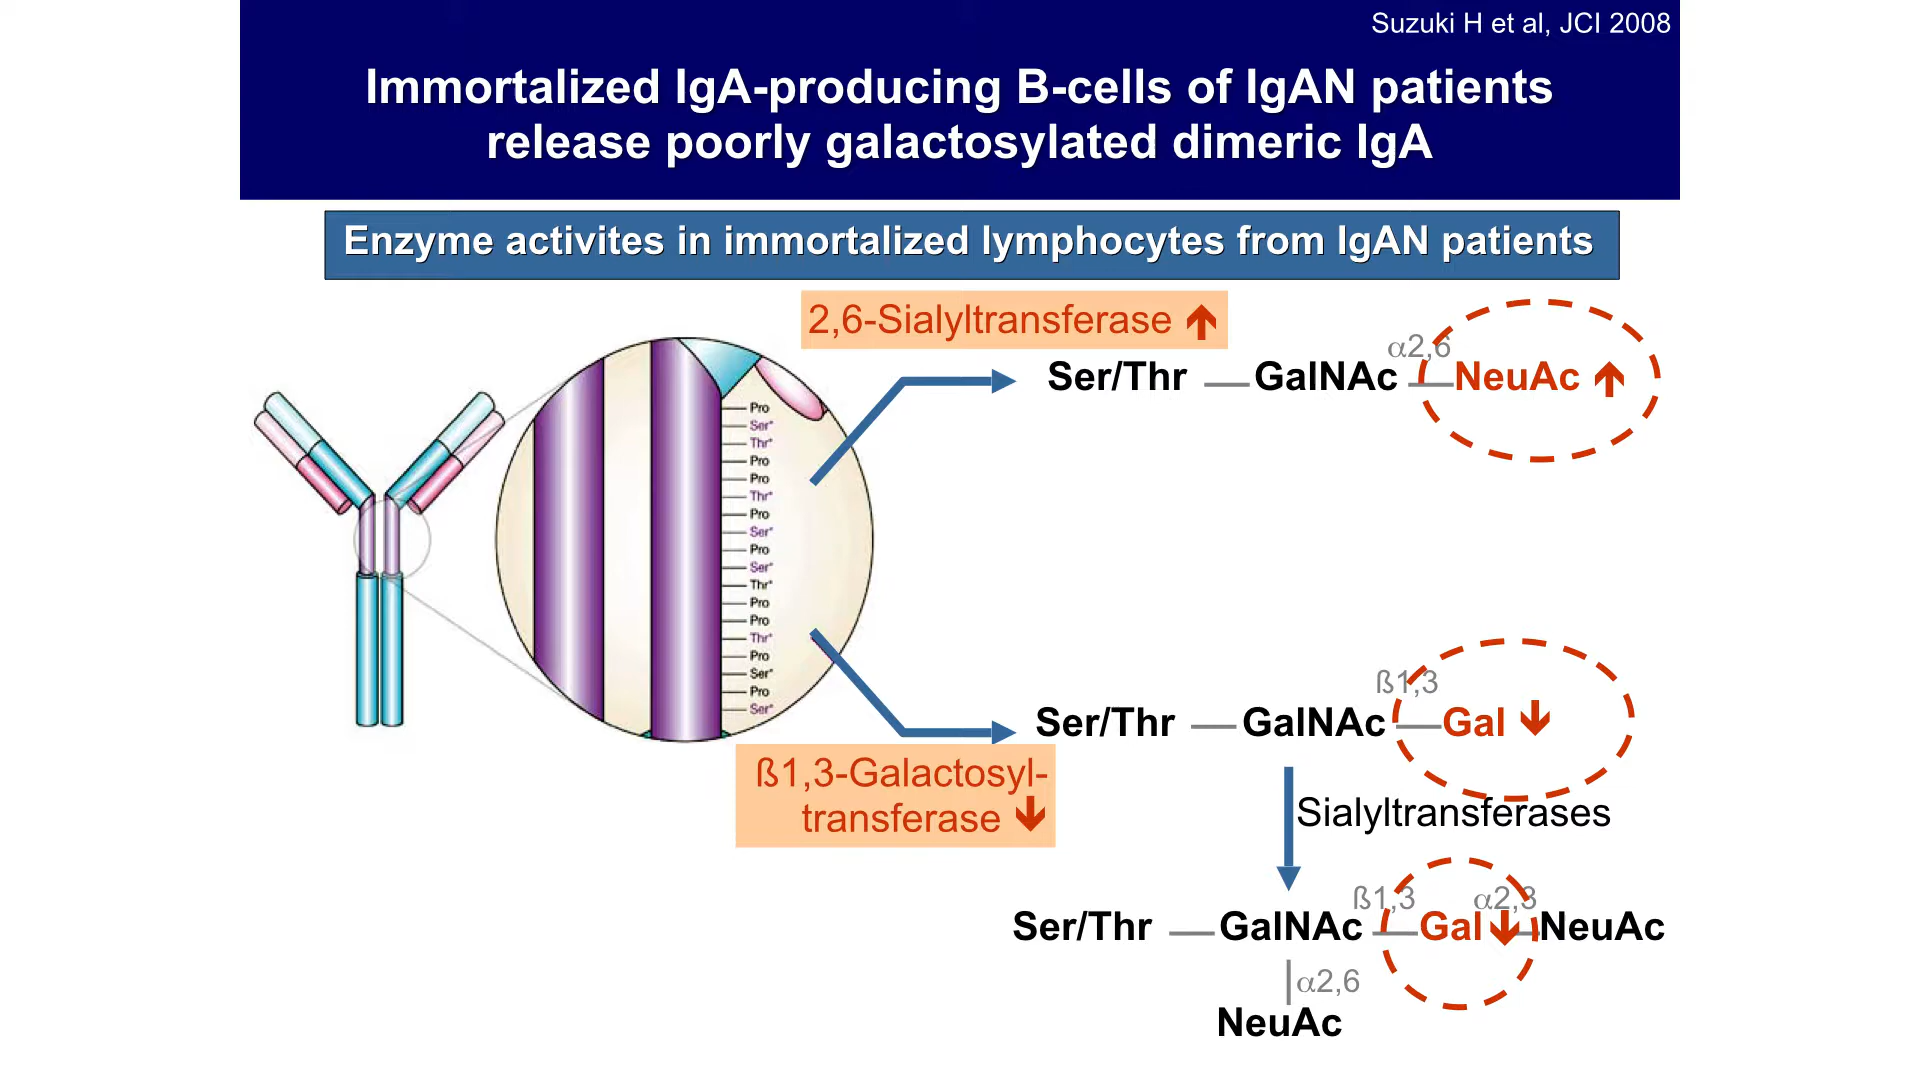 Suzuki H et al, JCI 2008
Immortalized IgA-producing B-cells of IgAN patients
release poorly galactosylated dimeric IgA
Enzyme activites in immortalized lymphocytes from IgAN patients
2,6-Sialyltransferase
α2,6
Ser/Thr — GalNAc — NeuAc
Pro
Ser*
Thr*
Pro
Pro
Thr*
Pro
Ser*
Pro
Ser*
Thr*
Pro
Pro
Thr*
Pro
Ser*
Pro
Ser*
ß1,3
Ser/Thr — GalNAc — Gal
ß1,3-Galactosyl-
transferase
Sialyltransferases
ß1,3 α2,3
Ser/Thr — GalNAc — Gal — NeuAc
α2,6
NeuAc